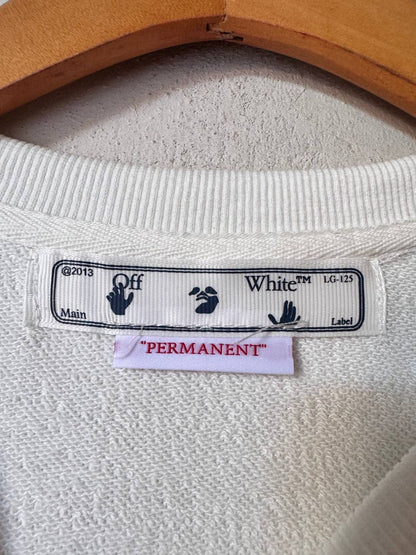 @2013 Off White™ LG-125
Main Label
"PERMANENT"